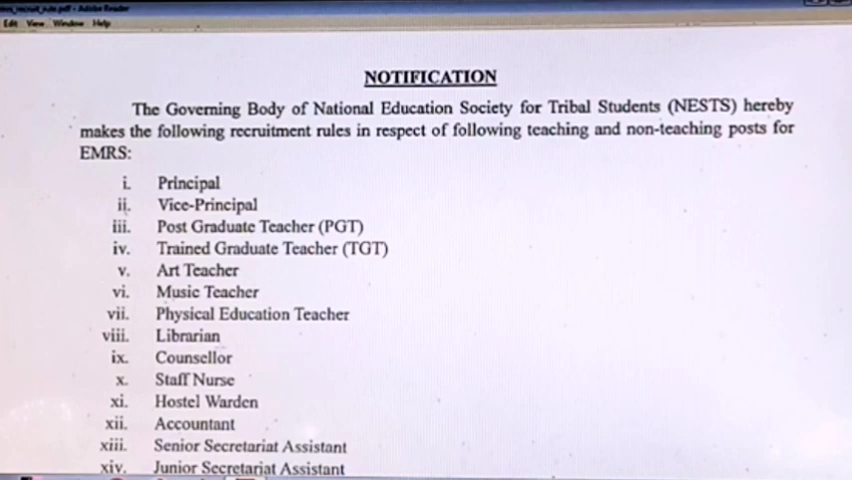 Adobe Reader
Edit View Window Help
NOTIFICATION
The Governing Body of National Education Society for Tribal Students (NESTS) hereby
makes the following recruitment rules in respect of following teaching and non-teaching posts for
EMRS:
i. Principal
ii. Vice-Principal
iii. Post Graduate Teacher (PGT)
iv. Trained Graduate Teacher (TGT)
v. Art Teacher
vi. Music Teacher
vii. Physical Education Teacher
viii. Librarian
ix. Counsellor
x. Staff Nurse
xi. Hostel Warden
xii. Accountant
xiii. Senior Secretariat Assistant
xiv. Junior Secretariat Assistant